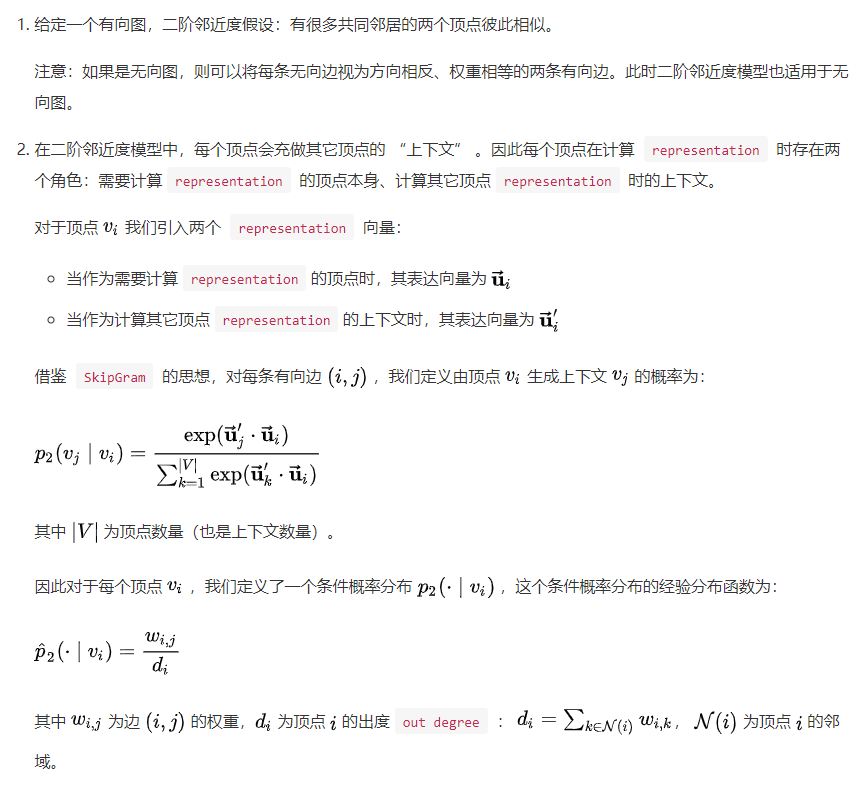 1. 给定一个有向图，二阶邻近度假设：有很多共同邻居的两个顶点彼此相似。
注意：如果是无向图，则可以将每条无向边视为方向相反、权重相等的两条有向边。此时二阶邻近度模型也适用于无
向图。
2. 在二阶邻近度模型中，每个顶点会充做其它顶点的 “上下文” 。因此每个顶点在计算 representation 时存在两
个角色：需要计算 representation 的顶点本身、计算其它顶点 representation 时的上下文。
对于顶点 $v_i$ 我们引入两个 representation 向量：
○ 当作为需要计算 representation 的顶点时，其表达向量为 $\vec{\mathbf{u}}_i$
○ 当作为计算其它顶点 representation 的上下文时，其表达向量为 $\vec{\mathbf{u}}'_i$
借鉴 SkipGram 的思想，对每条有向边 $(i, j)$ ，我们定义由顶点 $v_i$ 生成上下文 $v_j$ 的概率为：
$p_2(v_j \mid v_i) = \frac{\exp(\vec{\mathbf{u}}'_j \cdot \vec{\mathbf{u}}_i)}{\sum_{k=1}^{|V|} \exp(\vec{\mathbf{u}}'_k \cdot \vec{\mathbf{u}}_i)}$
其中 $|V|$ 为顶点数量（也是上下文数量）。
因此对于每个顶点 $v_i$ ，我们定义了一个条件概率分布 $p_2(\cdot \mid v_i)$ ，这个条件概率分布的经验分布函数为：
$\hat{p}_2(\cdot \mid v_i) = \frac{w_{i,j}}{d_i}$
其中 $w_{i,j}$ 为边 $(i, j)$ 的权重，$d_i$ 为顶点 $i$ 的出度 out degree ：$d_i = \sum_{k \in \mathcal{N}(i)} w_{i,k}$，$\mathcal{N}(i)$ 为顶点 $i$ 的邻
域。